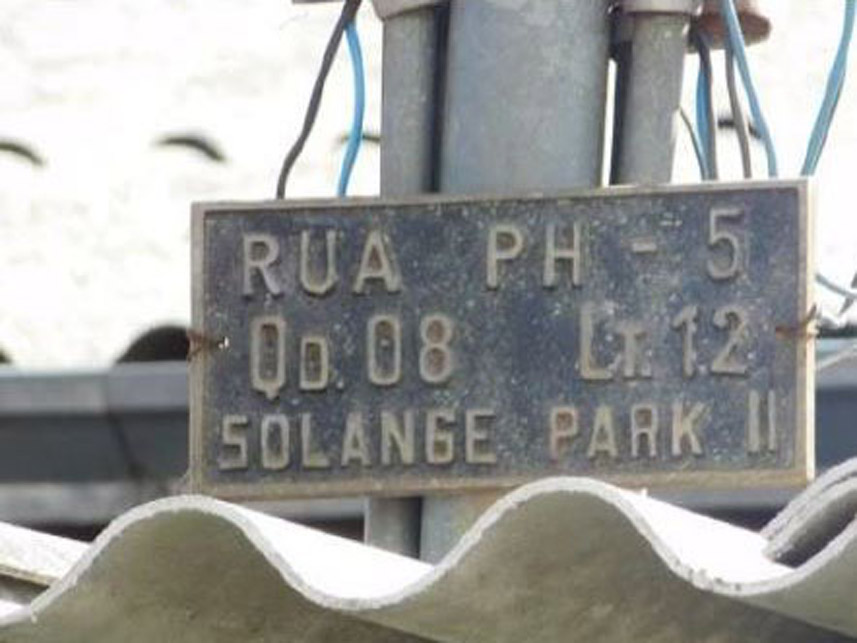 RUA PH - 5
QD. 08 LT. 12
SOLANGE PARK II